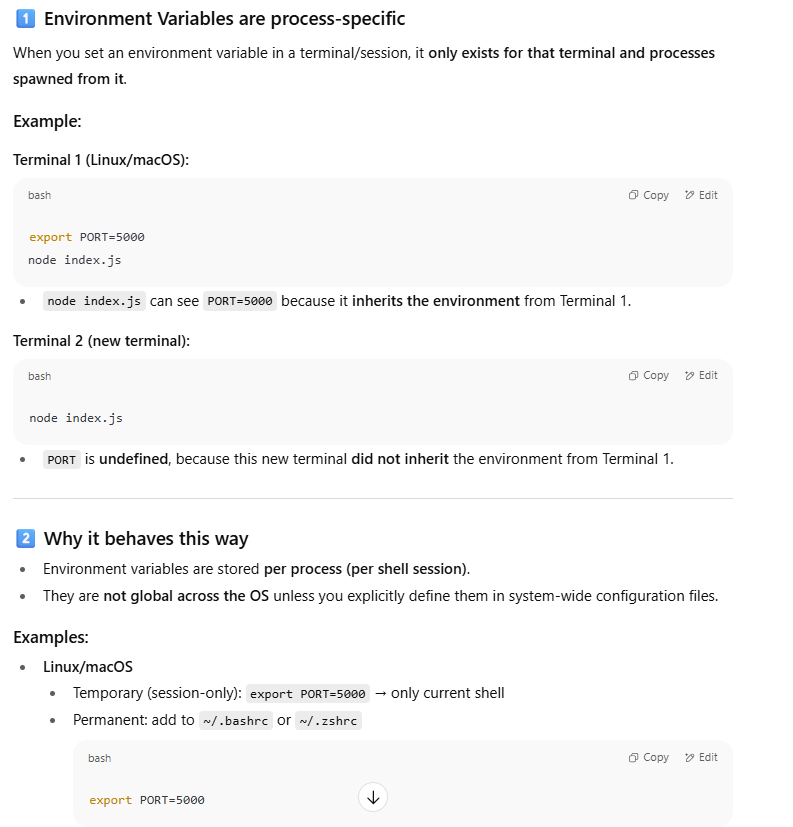 1 Environment Variables are process-specific
When you set an environment variable in a terminal/session, it only exists for that terminal and processes
spawned from it.
Example:
Terminal 1 (Linux/macOS):
bash Copy Edit
export PORT=5000
node index.js
• node index.js can see PORT=5000 because it inherits the environment from Terminal 1.
Terminal 2 (new terminal):
bash Copy Edit
node index.js
• PORT is undefined, because this new terminal did not inherit the environment from Terminal 1.
2 Why it behaves this way
• Environment variables are stored per process (per shell session).
• They are not global across the OS unless you explicitly define them in system-wide configuration files.
Examples:
• Linux/macOS
• Temporary (session-only): export PORT=5000 → only current shell
• Permanent: add to ~/.bashrc or ~/.zshrc
bash Copy Edit
export PORT=5000